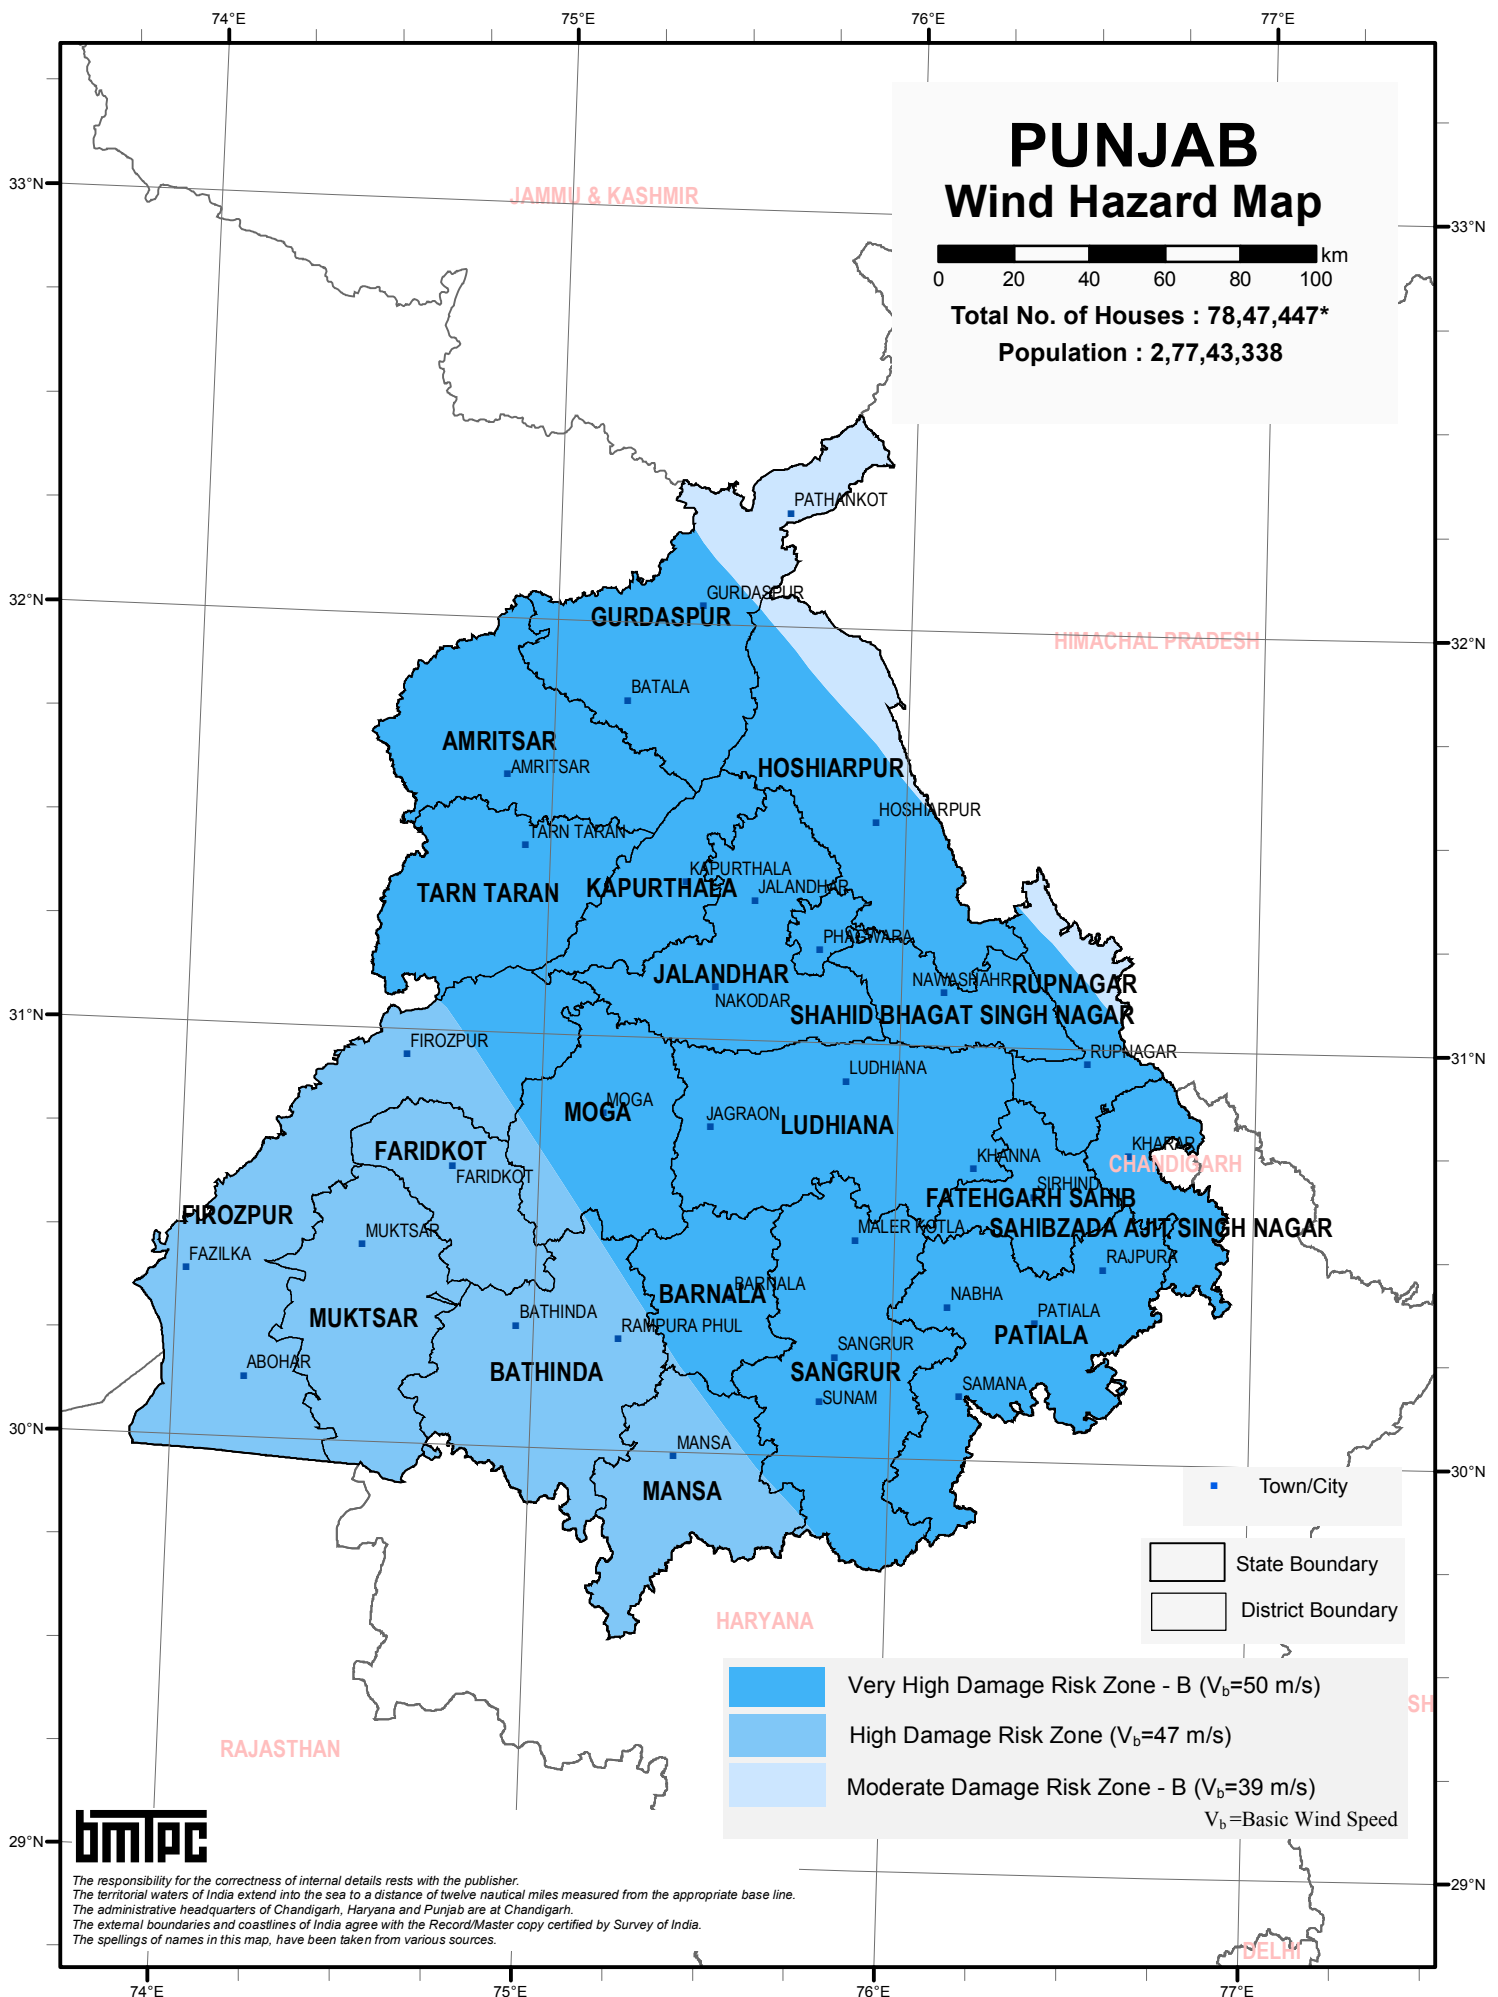 74°E 75°E 76°E 77°E
PUNJAB
Wind Hazard Map
km
0 20 40 60 80 100
Total No. of Houses : 78,47,447*
Population : 2,77,43,338
33°N
JAMMU & KASHMIR
33°N
PATHANKOT
32°N
GURDASPUR
GURDASPUR
HIMACHAL PRADESH
32°N
BATALA
AMRITSAR
AMRITSAR
HOSHIARPUR
HOSHIARPUR
TARN TARAN
TARN TARAN
KAPURTHALA
KAPURTHALA
JALANDHAR
PHAGWARA
JALANDHAR
NAKODAR
NAWASHAHR
RUPNAGAR
SHAHID BHAGAT SINGH NAGAR
31°N
FIROZPUR
RUPNAGAR
31°N
LUDHIANA
MOGA
MOGA
JAGRAON
LUDHIANA
FARIDKOT
FARIDKOT
KHANNA
KHARAR
CHANDIGARH
SIRHIND
FATEHGARH SAHIB
FIROZPUR
MUKTSAR
MALER KOTLA
SAHIBZADA AJIT SINGH NAGAR
FAZILKA
RAJPURA
BARNALA
BARNALA
NABHA
MUKTSAR
BATHINDA
RAMPURA PHUL
PATIALA
PATIALA
ABOHAR
BATHINDA
SANGRUR
SANGRUR
SUNAM
SAMANA
30°N
MANSA
MANSA
30°N
Town/City
State Boundary
District Boundary
HARYANA
Very High Damage Risk Zone - B (Vb=50 m/s)
SH
High Damage Risk Zone (Vb=47 m/s)
RAJASTHAN
Moderate Damage Risk Zone - B (Vb=39 m/s)
Vb=Basic Wind Speed
bmTPC
29°N
29°N
The responsibility for the correctness of internal details rests with the publisher.
The territorial waters of India extend into the sea to a distance of twelve nautical miles measured from the appropriate base line.
The administrative headquarters of Chandigarh, Haryana and Punjab are at Chandigarh.
The external boundaries and coastlines of India agree with the Record/Master copy certified by Survey of India.
The spellings of names in this map, have been taken from various sources.
DELHI
74°E 75°E 76°E 77°E